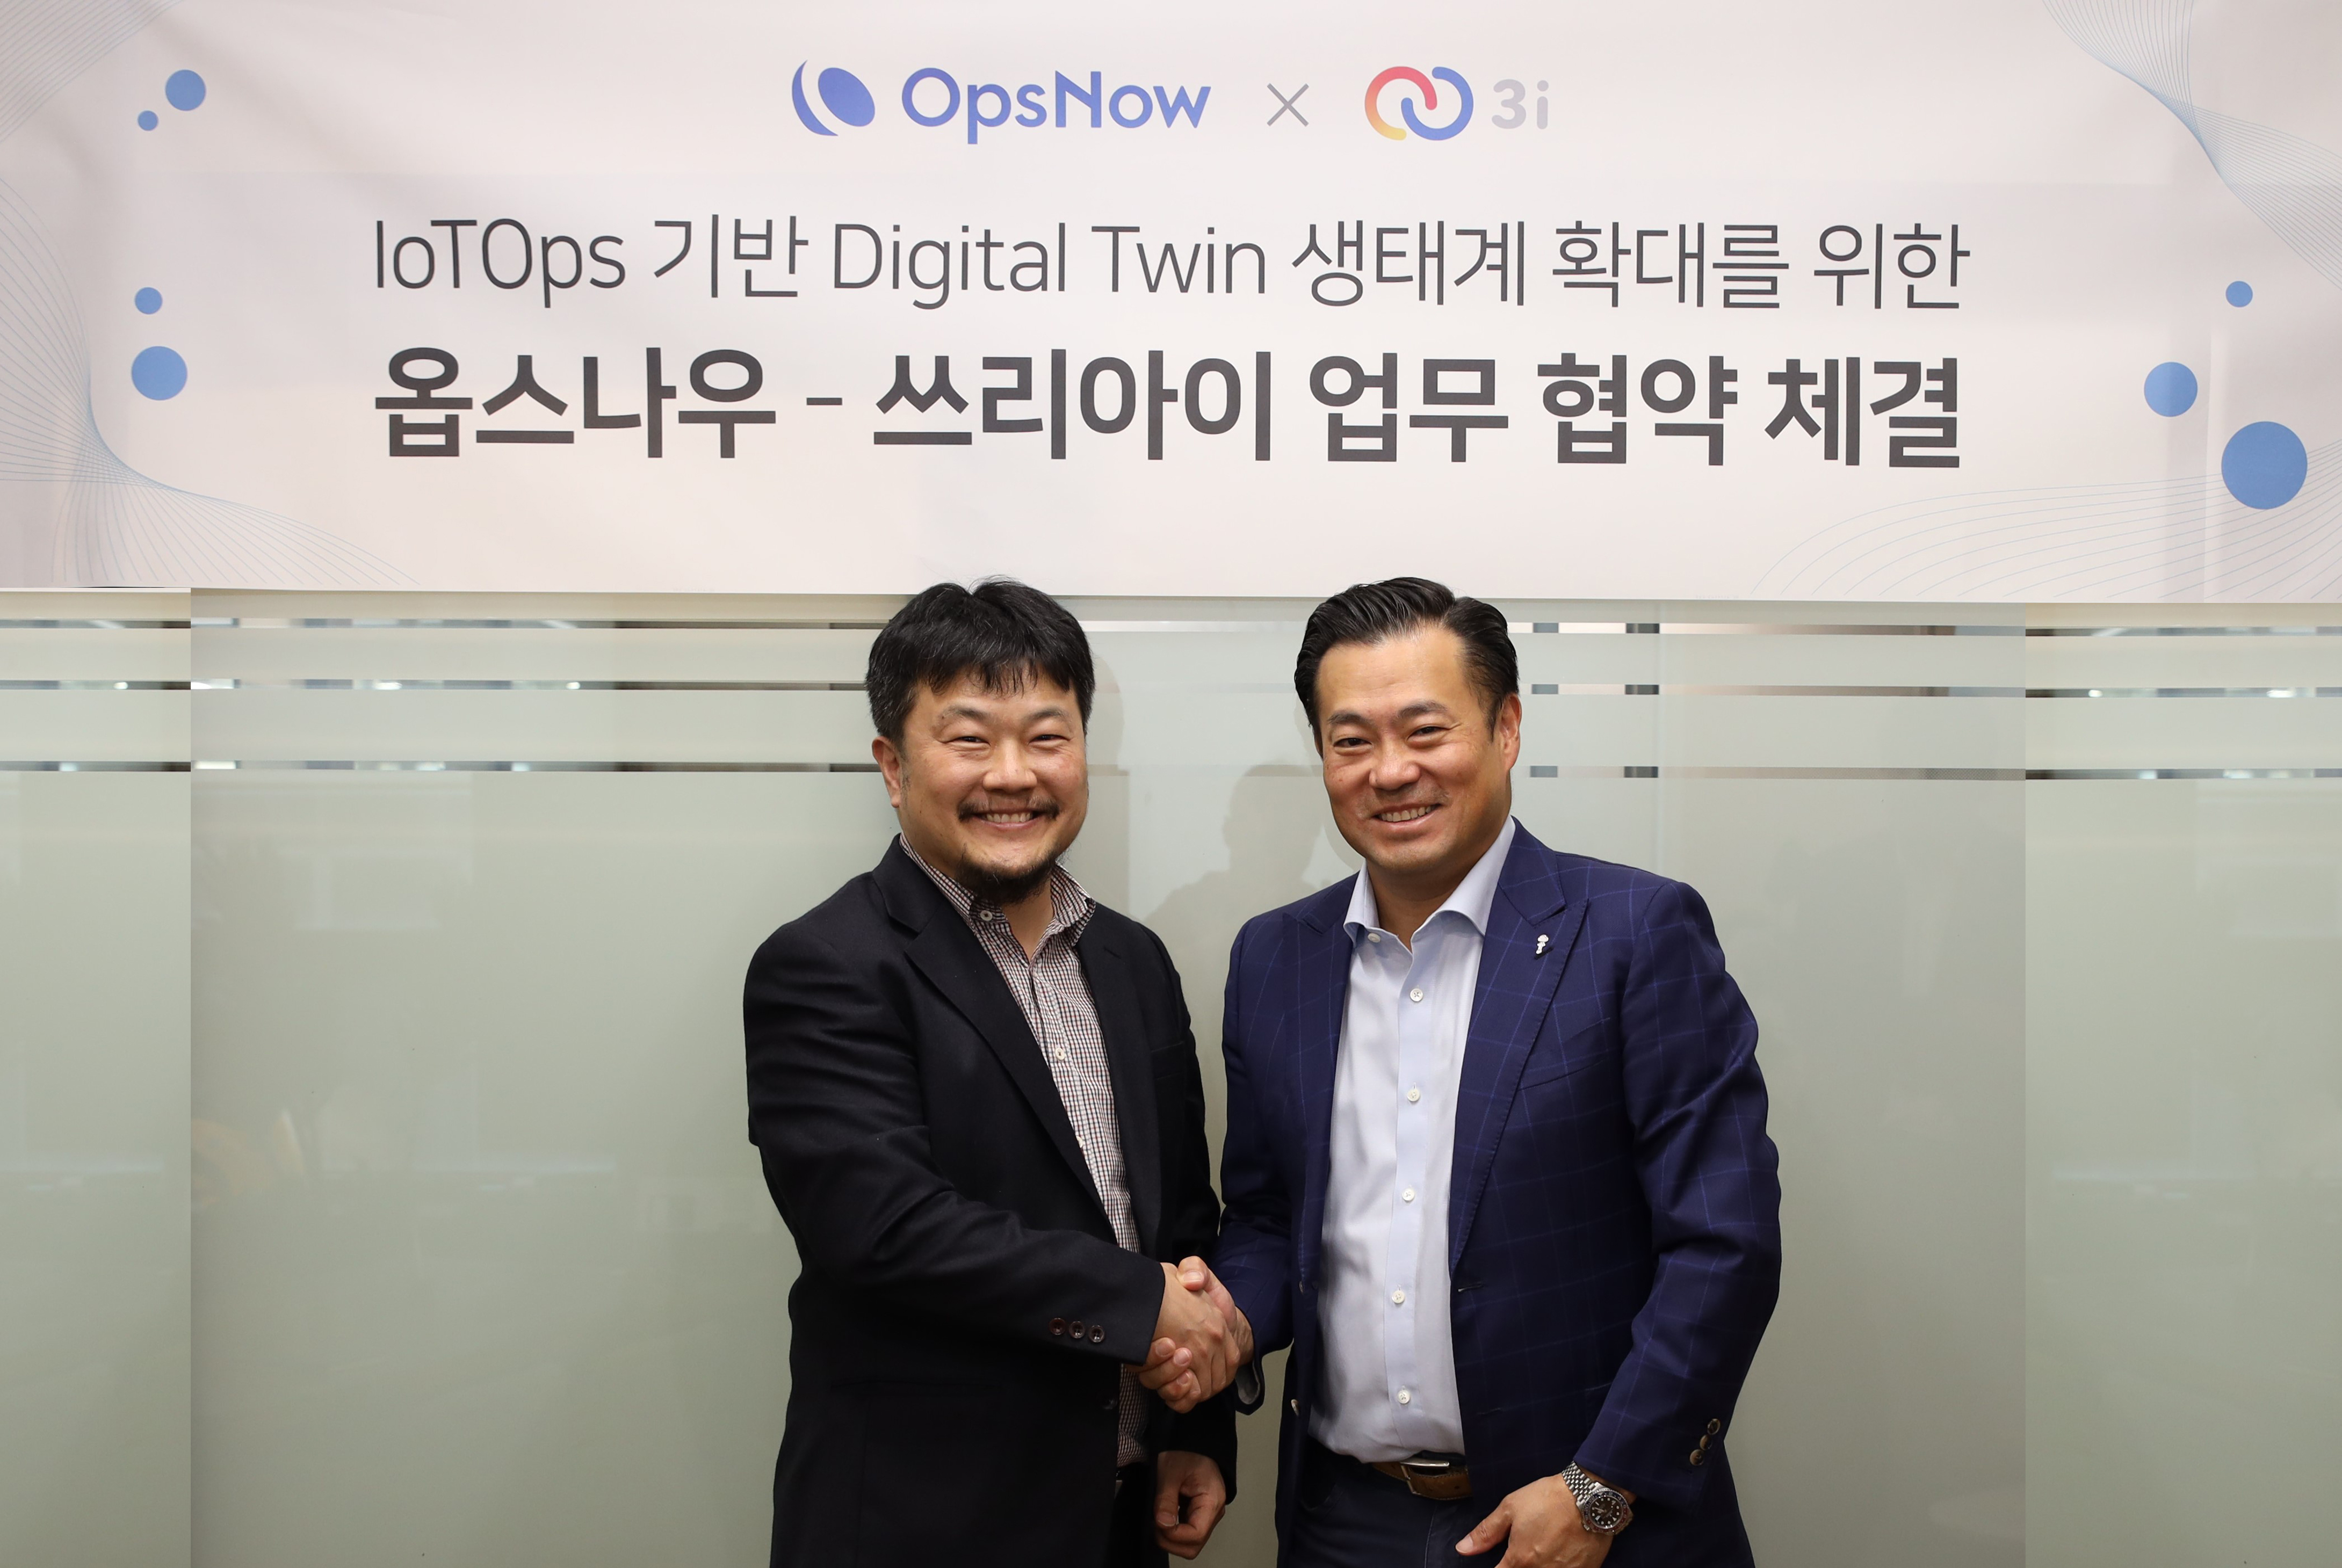 OpsNow × 3i
IoTOps 기반 Digital Twin 생태계 확대를 위한
옵스나우 - 쓰리아이 업무 협약 체결